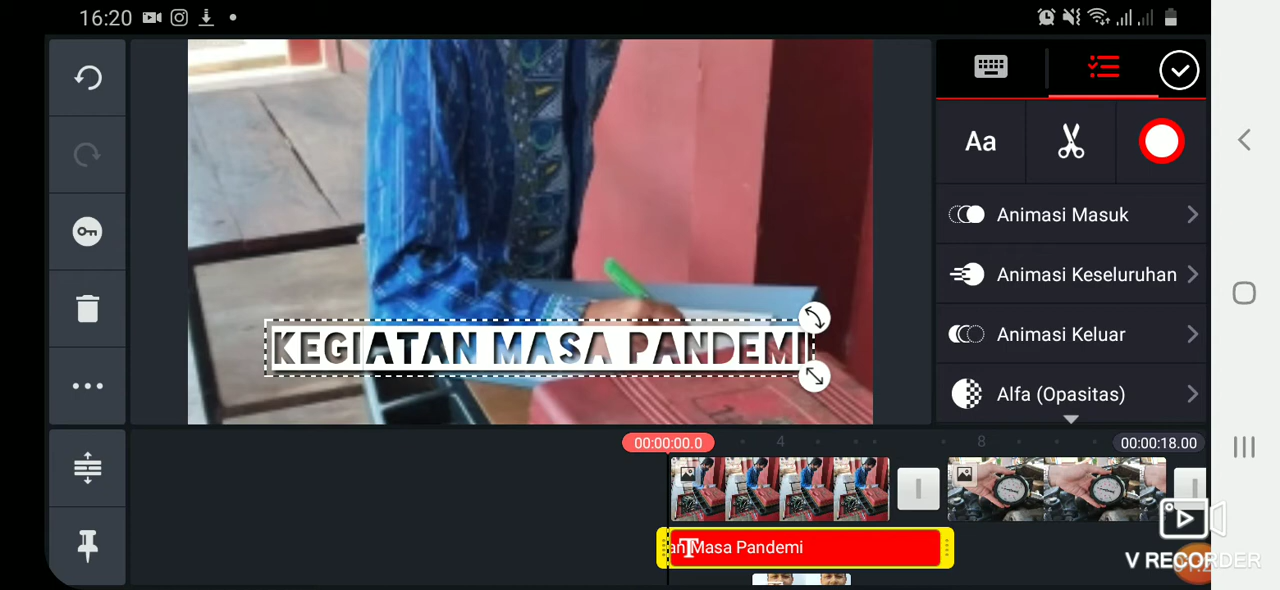 16:20
Aa
Animasi Masuk
Animasi Keseluruhan
Animasi Keluar
Alfa (Opasitas)
KEGIATAN MASA PANDEMI
00:00:00.0
4
8
00:00:18.00
an Masa Pandemi
V RECORDER